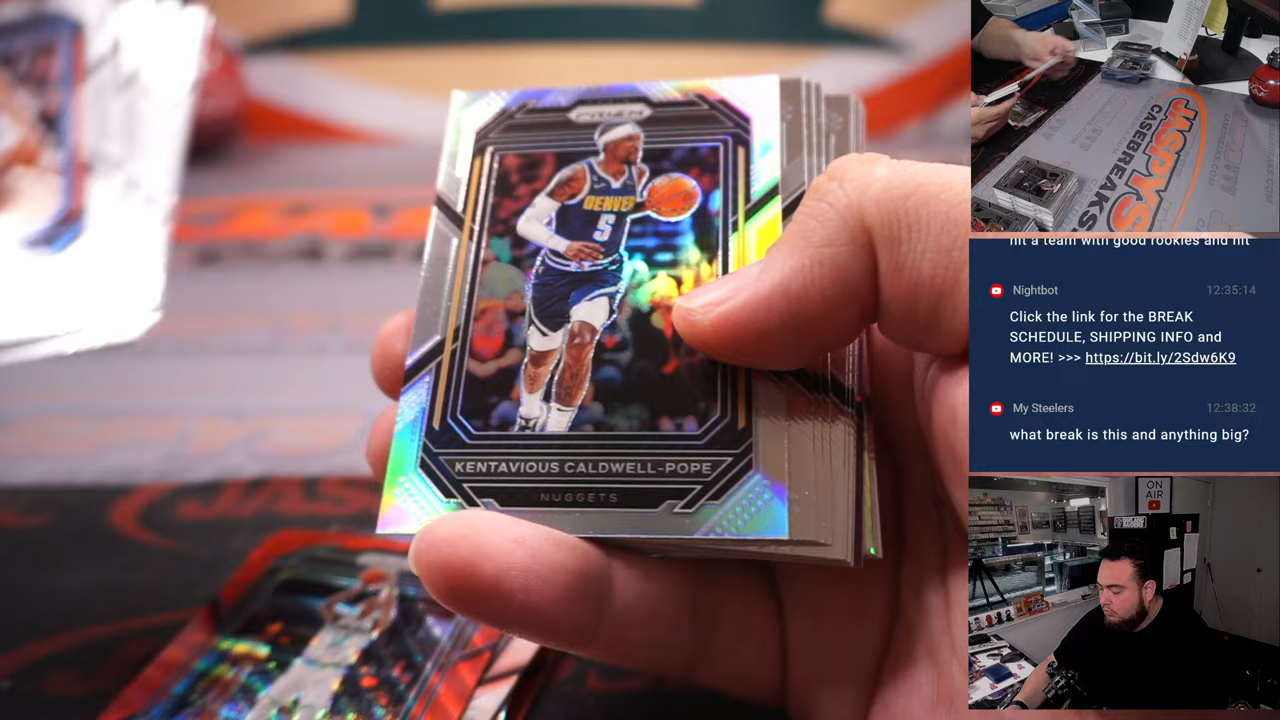 PRIZM
DENVER
5
KENTAVIOUS CALDWELL-POPE
NUGGETS
JASPYS
CASEBREAKS
hit a team with good rookies and hit
Nightbot 12:35:14
Click the link for the BREAK
SCHEDULE, SHIPPING INFO and
MORE! >>> https://bit.ly/2Sdw6K9
My Steelers 12:38:32
what break is this and anything big?
ON
AIR